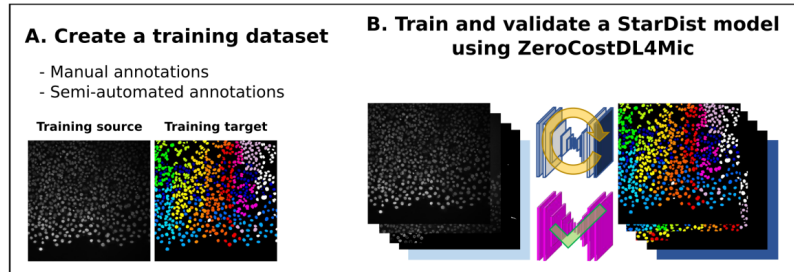 A. Create a training dataset
- Manual annotations
- Semi-automated annotations
Training source
Training target
B. Train and validate a StarDist model
using ZeroCostDL4Mic